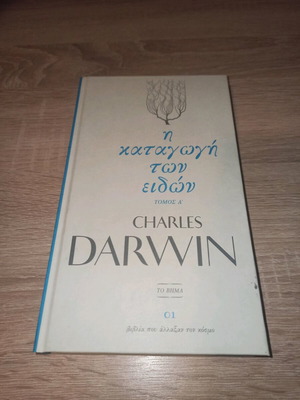 η
καταγωγή
των
ειδών
ΤΟΜΟΣ Α'
CHARLES
DARWIN
ΤΟ ΒΗΜΑ
01
βιβλία που άλλαξαν τον κόσμο